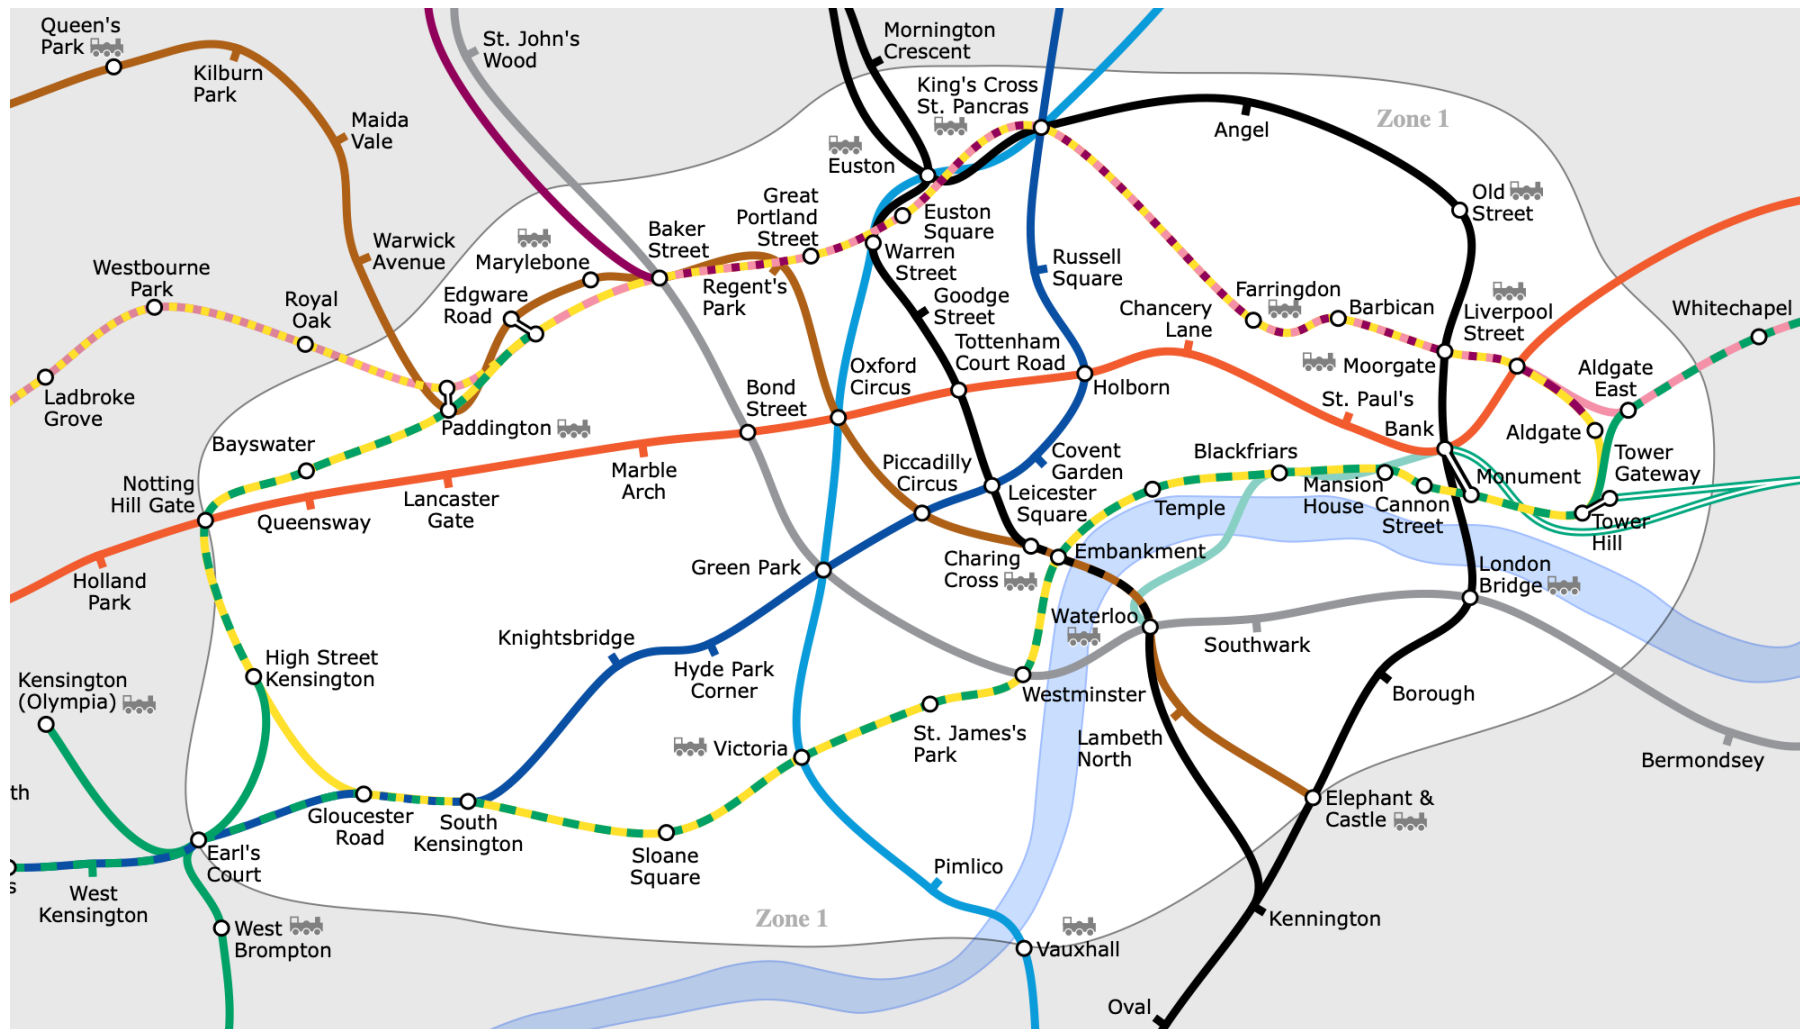 Queen's
Park
Kilburn
Park
Maida
Vale
Warwick
Avenue
St. John's
Wood
Mornington
Crescent
King's Cross
St. Pancras
Euston
Angel
Zone 1
Old
Street
Great
Portland
Street
Euston
Square
Baker
Street
Marylebone
Warren
Street
Regent's
Park
Russell
Square
Westbourne
Park
Royal
Oak
Edgware
Road
Goodge
Street
Chancery
Lane
Farringdon
Barbican
Liverpool
Street
Whitechapel
Tottenham
Court Road
Moorgate
Aldgate
East
Ladbroke
Grove
Oxford
Circus
Bond
Street
Holborn
St. Paul's
Bank
Aldgate
Paddington
Bayswater
Tower
Gateway
Notting
Hill Gate
Queensway
Lancaster
Gate
Marble
Arch
Piccadilly
Circus
Covent
Garden
Leicester
Square
Blackfriars
Temple
Mansion
House
Cannon
Street
Monument
Tower
Hill
Holland
Park
Green Park
Charing
Cross
Embankment
London
Bridge
Waterloo
Southwark
Knightsbridge
Hyde Park
Corner
High Street
Kensington
Kensington
(Olympia)
Westminster
Borough
St. James's
Park
Victoria
Lambeth
North
Bermondsey
th
Gloucester
Road
South
Kensington
Sloane
Square
Elephant &
Castle
Earl's
Court
s
West
Kensington
West
Brompton
Pimlico
Zone 1
Vauxhall
Kennington
Oval